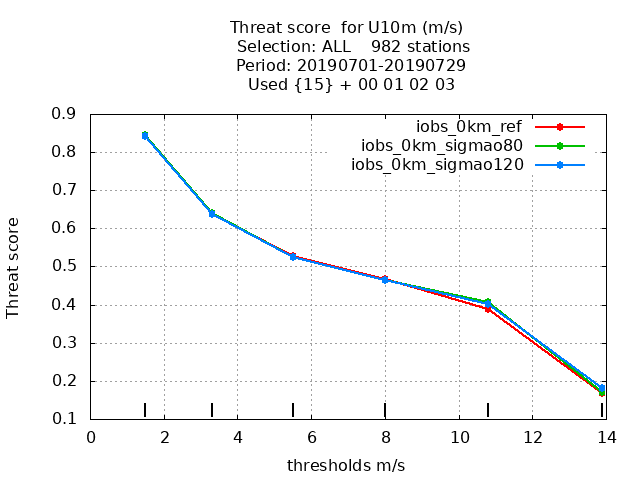 Threat score  for U10m (m/s)
Selection: ALL    982 stations
Period: 20190701-20190729
Used {15} + 00 01 02 03
iobs_0km_ref
iobs_0km_sigmao80
iobs_0km_sigmao120
Threat score
0.9
0.8
0.7
0.6
0.5
0.4
0.3
0.2
0.1
0 2 4 6 8 10 12 14
thresholds m/s